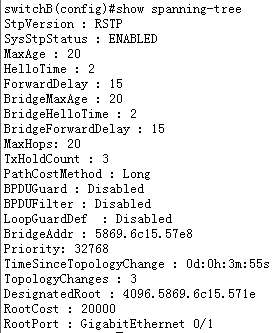 switchB(config)#show spanning-tree
StpVersion : RSTP
SysStpStatus : ENABLED
MaxAge : 20
HelloTime : 2
ForwardDelay : 15
BridgeMaxAge : 20
BridgeHelloTime : 2
BridgeForwardDelay : 15
MaxHops: 20
TxHoldCount : 3
PathCostMethod : Long
BPDUGuard : Disabled
BPDUFilter : Disabled
LoopGuardDef  : Disabled
BridgeAddr : 5869.6c15.57e8
Priority: 32768
TimeSinceTopologyChange : 0d:0h:3m:55s
TopologyChanges : 3
DesignatedRoot : 4096.5869.6c15.571e
RootCost : 20000
RootPort : GigabitEthernet 0/1